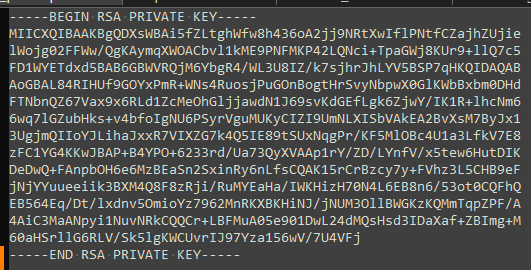 -----BEGIN RSA PRIVATE KEY-----
MIICXQIBAAKBgQDXsWBAi5fZLtghWfw8h436oA2jj9NRtXwIflPNtfCZajhZUjie
lWojg02FFWw/QgKAymqXWOACbvl1kME9PNFMKP42LQNci+TpaGWj8KUr9+llQ7c5
FD1WYETdxd5BAB6GBWVRQjM6YbgR4/WL3U8IZ/k7sjhrJhLYV5BSP7qHKQIDAQAB
AoGBAL84RIHUf9GOYxPmR+WNs4RuosjPuGOnBogtHrSvyNbpwX0GlKWbBxbm0DHd
FTNbnQZ67Vax9x6RLd1ZcMeOhGljjawdN1J69svKdGEfLgk6ZjwY/IK1R+lhcNm6
6wq7lGZubHks+v4bfoIgNU6PSyrVguMUKyCIZI9UmNLXISbVAkEA2BvXsM7ByJx1
3UgjmQIIoYJLihaJxxR7VIXZG7k4Q5IE89tSUxNqgPr/KF5MlOBc4U1a3LfkV7E8
zFC1YG4KKwJBAP+B4YPO+6233rd/Ua73QyXVAAp1rY/ZD/LYnfV/x5tew6HutDIK
DeDwQ+FAnpbOH6e6MzBEaSn2SxinRy6nLfsCQAK15rCrBzcy7y+FVhz3L5CHB9eF
jNjYYuueeiik3BXM4Q8F8zRji/RuMYEaHa/IWKHizH70N4L6EB8n6/53ot0CQFhQ
EB564Eq/Dt/lxdnv5OmioYz7962MnRKXBKHiNJ/jNUM3OllBWGKzKQMmTqpZPF/A
4AiC3MaANpyi1NuvNRkCQQCr+LBFMuA05e901DwL24dMQsHsd3IDaXaf+ZBImg+M
60aHSrllG6RLV/Sk5lgKWCUvrIJ97Yza156wV/7U4VFj
-----END RSA PRIVATE KEY-----